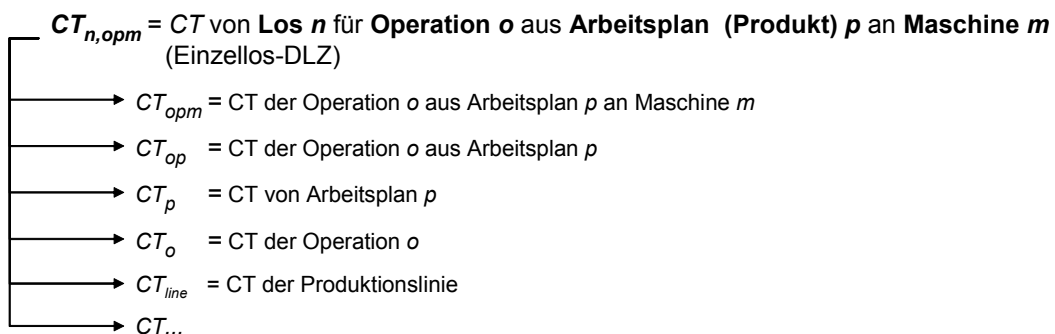 CTn,opm = CT von Los n für Operation o aus Arbeitsplan (Produkt) p an Maschine m
(Einzellos-DLZ)
CTopm = CT der Operation o aus Arbeitsplan p an Maschine m
CTop = CT der Operation o aus Arbeitsplan p
CTp = CT von Arbeitsplan p
CTo = CT der Operation o
CTline = CT der Produktionslinie
CT...